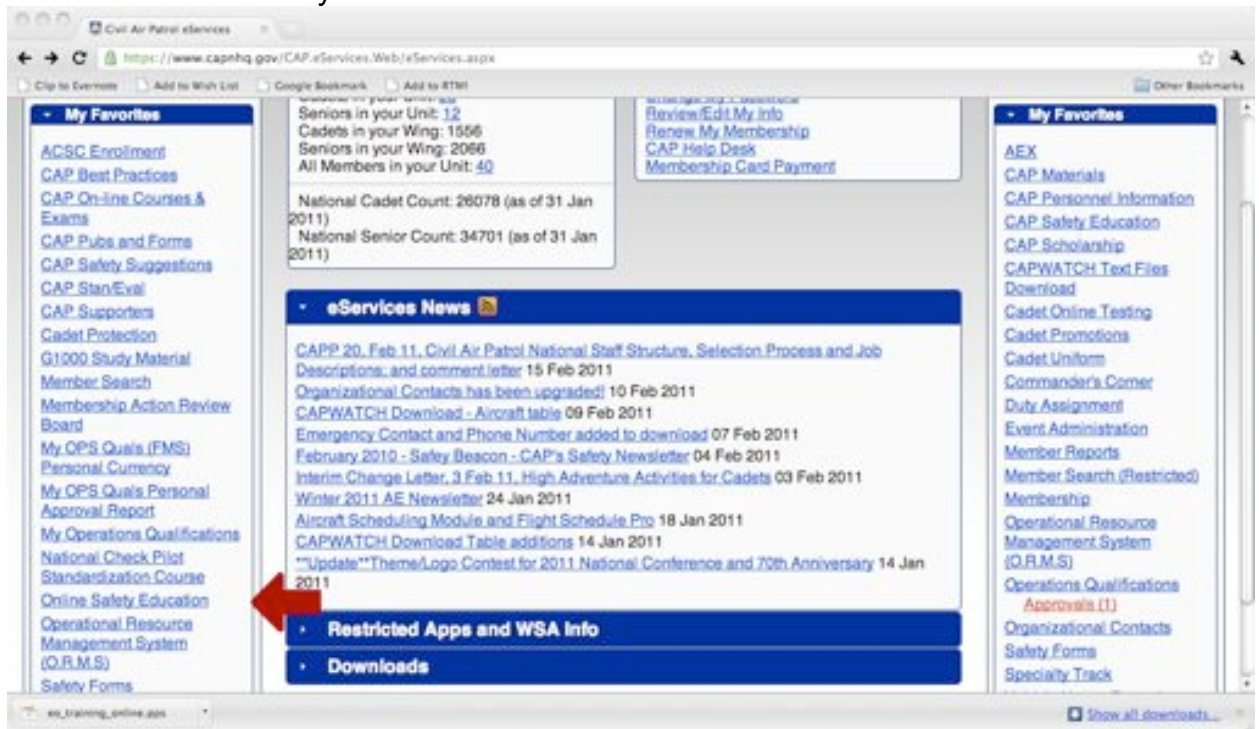 Civil Air Patrol eServices
https://www.capnhq.gov/CAP.eServices.Web/eServices.aspx
Clip to Evernote
Add to Wish List
Google Bookmark
Add to RTM!
Other Bookmarks
My Favorites
ACSC Enrollment
CAP Best Practices
CAP On-line Courses &
Exams
CAP Pubs and Forms
CAP Safety Suggestions
CAP Stan/Eval
CAP Supporters
Cadet Protection
G1000 Study Material
Member Search
Membership Action Review
Board
My OPS Quals (FMS)
Personal Currency
My OPS Quals Personal
Approval Report
My Operations Qualifications
National Check Pilot
Standardization Course
Online Safety Education
Operational Resource
Management System
(O.R.M.S)
Safety Forms
Seniors in your Unit: 12
Cadets in your Wing: 1556
Seniors in your Wing: 2066
All Members in your Unit: 40
National Cadet Count: 26078 (as of 31 Jan
2011)
National Senior Count: 34701 (as of 31 Jan
2011)
Change My Password
Review/Edit My Info
Renew My Membership
CAP Help Desk
Membership Card Payment
eServices News
CAPP 20, Feb 11, Civil Air Patrol National Staff Structure, Selection Process and Job
Descriptions; and comment letter 15 Feb 2011
Organizational Contacts has been upgraded! 10 Feb 2011
CAPWATCH Download - Aircraft table 09 Feb 2011
Emergency Contact and Phone Number added to download 07 Feb 2011
February 2010 - Safey Beacon - CAP's Safety Newsletter 04 Feb 2011
Interim Change Letter, 3 Feb 11, High Adventure Activities for Cadets 03 Feb 2011
Winter 2011 AE Newsletter 24 Jan 2011
Aircraft Scheduling Module and Flight Schedule Pro 18 Jan 2011
CAPWATCH Download Table additions 14 Jan 2011
**Update**Theme/Logo Contest for 2011 National Conference and 70th Anniversary 14 Jan
2011
Restricted Apps and WSA Info
Downloads
My Favorites
AEX
CAP Materials
CAP Personnel Information
CAP Safety Education
CAP Scholarship
CAPWATCH Text Files
Download
Cadet Online Testing
Cadet Promotions
Cadet Uniform
Commander's Corner
Duty Assignment
Event Administration
Member Reports
Member Search (Restricted)
Membership
Operational Resource
Management System
(O.R.M.S)
Operations Qualifications
Approvals (1)
Organizational Contacts
Safety Forms
Specialty Track
eo_training_online.pps
Show all downloads...